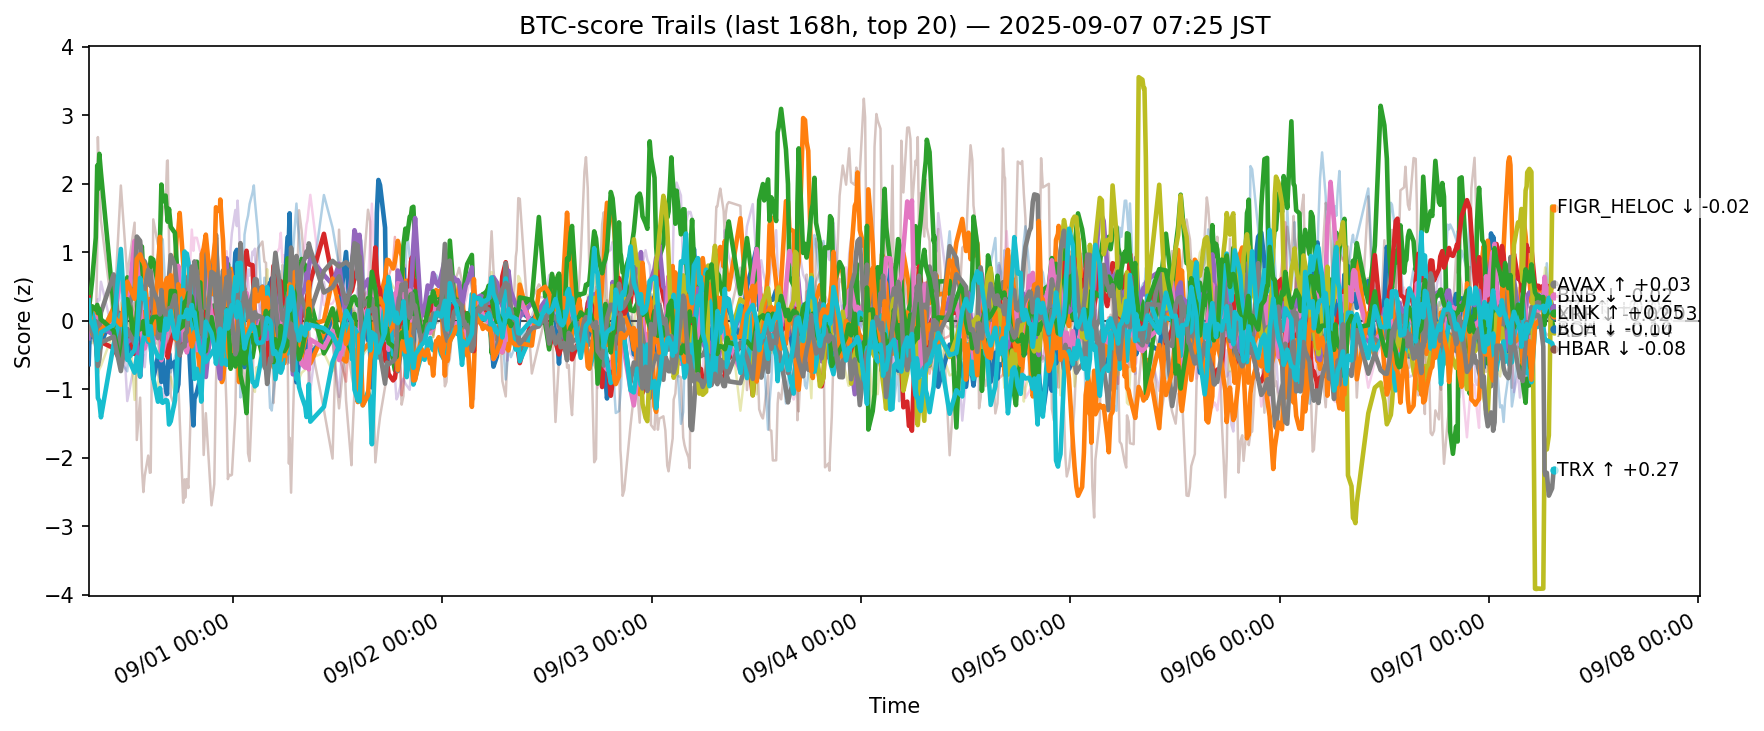 BTC-score Trails (last 168h, top 20) — 2025-09-07 07:25 JST
4
3
2
1
0
−1
−2
−3
−4
Score (z)
FIGR_HELOC ↓ -0.02
AVAX ↑ +0.03
BNB ↓ -0.02
LINK ↑ +0.05
BCH ↓ -0.10
HBAR ↓ -0.08
TRX ↑ +0.27
09/01 00:00
09/02 00:00
09/03 00:00
09/04 00:00
09/05 00:00
09/06 00:00
09/07 00:00
09/08 00:00
Time